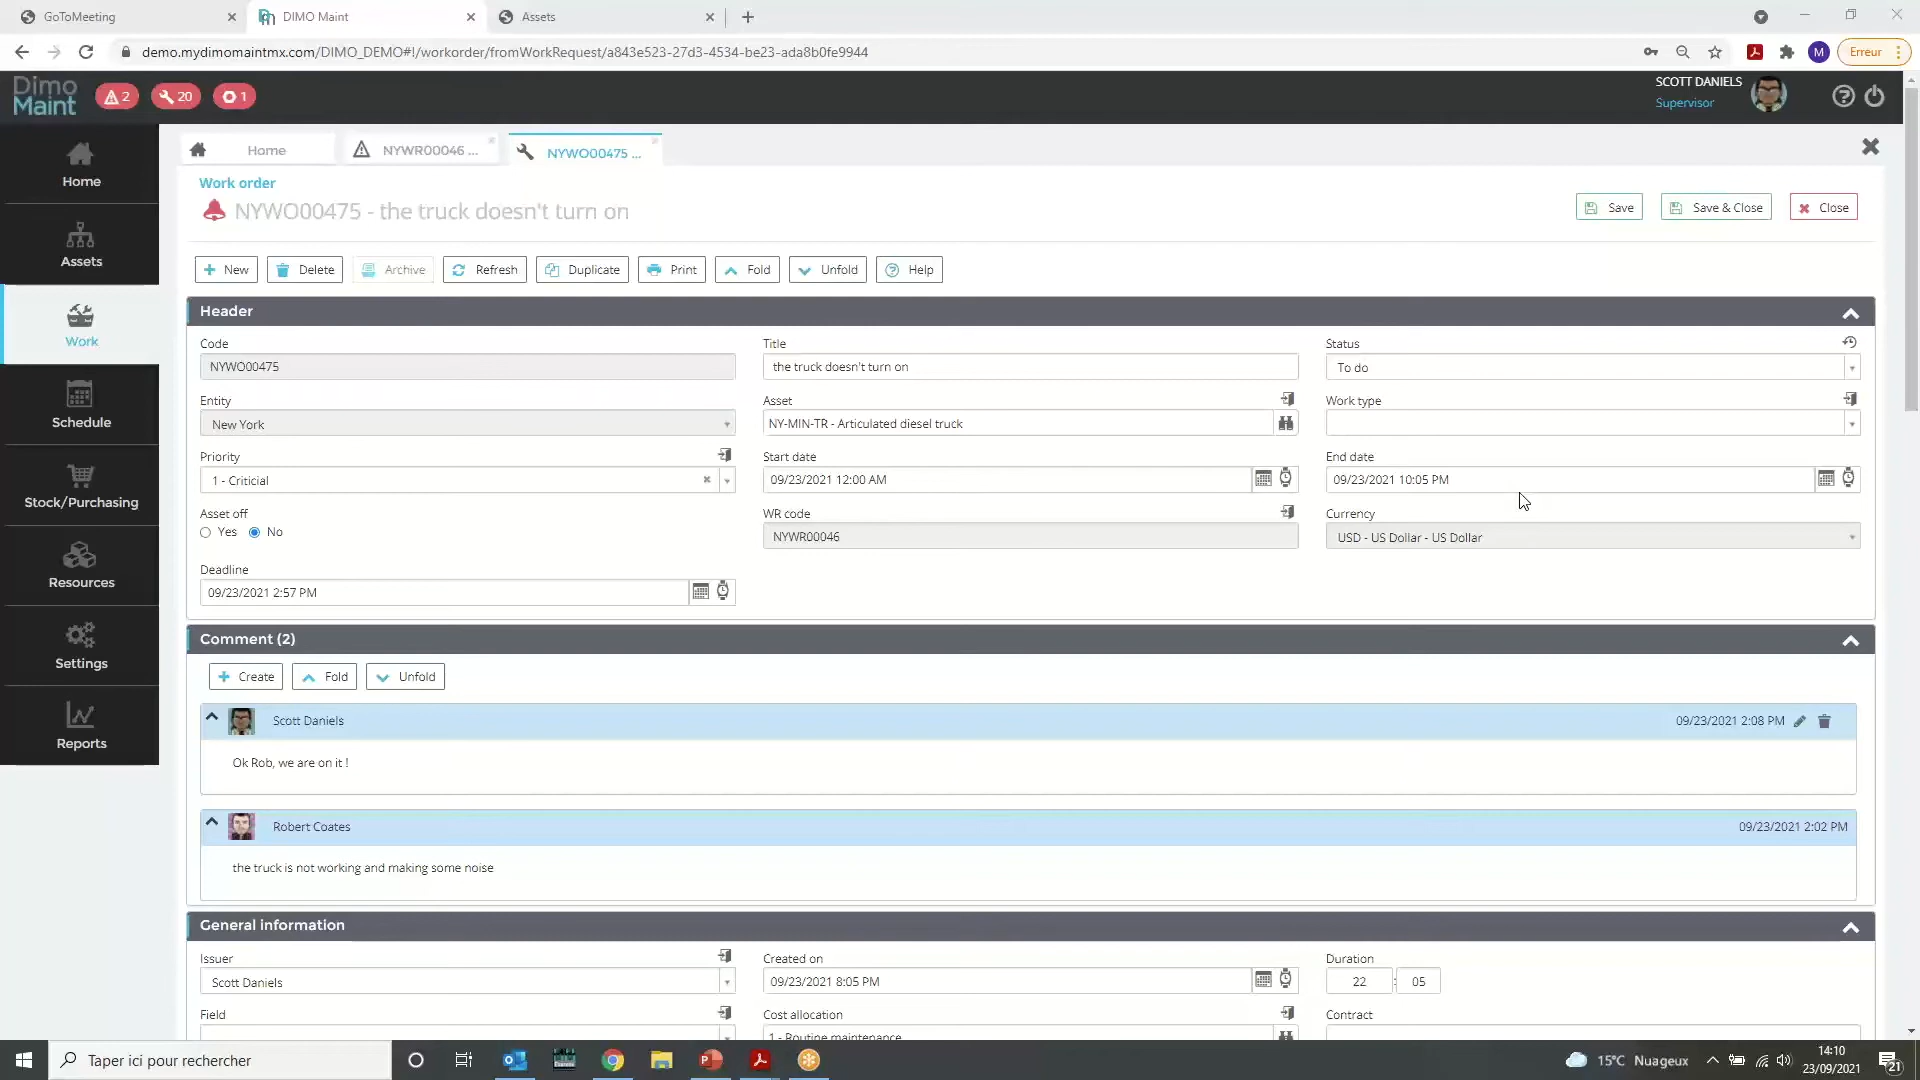 GoToMeeting
DIMO Maint
Assets
demo.mydimomaintmx.com/DIMO_DEMO#!/workorder/fromWorkRequest/a843e523-27d3-4534-be23-ada8b0fe9944
M
Erreur
Dimo
Maint
2
20
1
SCOTT DANIELS
Supervisor
Home
Assets
Work
Schedule
Stock/Purchasing
Resources
Settings
Reports
Home
NYWR00046 ...
NYWO00475 ...
Work order
NYWO00475 - the truck doesn't turn on
Save
Save & Close
Close
New
Delete
Archive
Refresh
Duplicate
Print
Fold
Unfold
Help
Header
Code
NYWO00475
Title
the truck doesn't turn on
Status
To do
Entity
New York
Asset
NY-MIN-TR - Articulated diesel truck
Work type
Priority
1 - Criticial
Start date
09/23/2021 12:00 AM
End date
09/23/2021 10:05 PM
Asset off
Yes No
WR code
NYWR00046
Currency
USD - US Dollar - US Dollar
Deadline
09/23/2021 2:57 PM
Comment (2)
Create
Fold
Unfold
Scott Daniels
09/23/2021 2:08 PM
Ok Rob, we are on it !
Robert Coates
09/23/2021 2:02 PM
the truck is not working and making some noise
General information
Issuer
Scott Daniels
Created on
09/23/2021 8:05 PM
Duration
22 : 05
Field
Cost allocation
1 - Routine maintenance
Contract
Taper ici pour rechercher
15°C Nuageux
14:10
23/09/2021
21